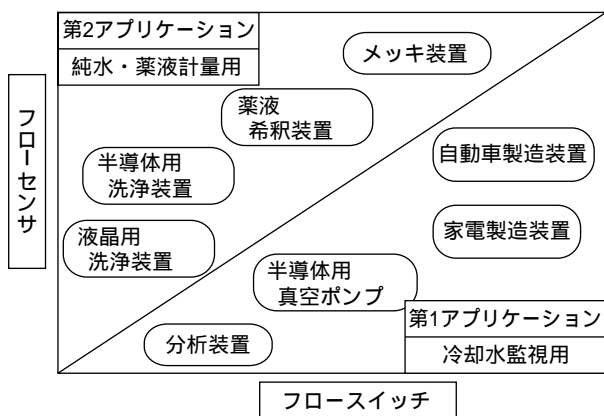 第2アプリケーション
純水・薬液計量用
メッキ装置
薬液
希釈装置
自動車製造装置
半導体用
洗浄装置
家電製造装置
液晶用
洗浄装置
半導体用
真空ポンプ
分析装置
第1アプリケーション
冷却水監視用
フローセンサ
フロースイッチ